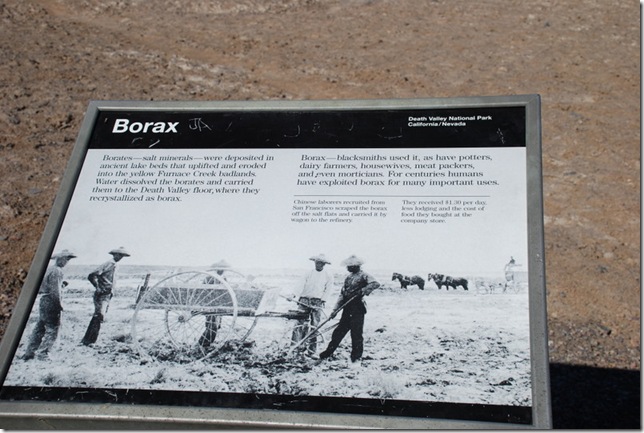 Borax
Death Valley National Park
California/Nevada
Borates—salt minerals—were deposited in
ancient lake beds that uplifted and eroded
into the yellow Furnace Creek badlands.
Water dissolved the borates and carried
them to the Death Valley floor, where they
recrystallized as borax.
Borax—blacksmiths used it, as have potters,
dairy farmers, housewives, meat packers,
and even morticians. For centuries humans
have exploited borax for many important uses.
Chinese laborers recruited from
San Francisco scraped the borax
off the salt flats and carried it by
wagon to the refinery.
They received $1.30 per day,
less lodging and the cost of
food they bought at the
company store.